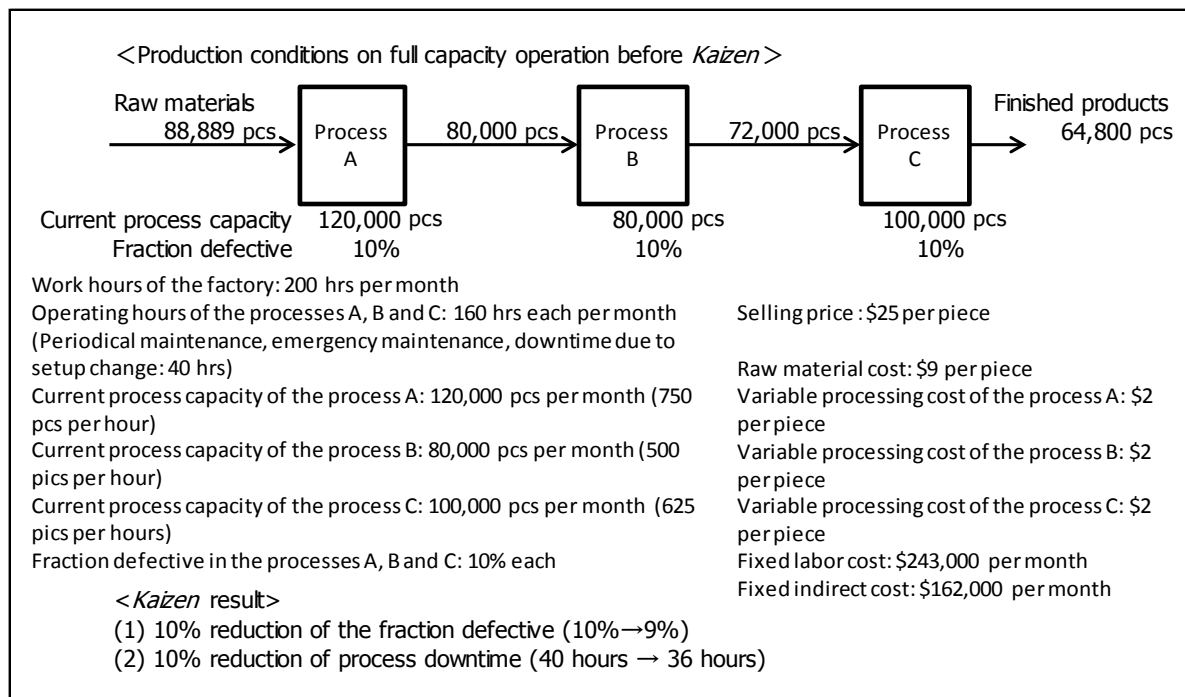 <Production conditions on full capacity operation before Kaizen>
Raw materials
88,889 pcs
Process
A
80,000 pcs
Process
B
72,000 pcs
Process
C
Finished products
64,800 pcs
Current process capacity 120,000 pcs 80,000 pcs 100,000 pcs
Fraction defective 10% 10% 10%
Work hours of the factory: 200 hrs per month
Operating hours of the processes A, B and C: 160 hrs each per month
(Periodical maintenance, emergency maintenance, downtime due to
setup change: 40 hrs)
Current process capacity of the process A: 120,000 pcs per month (750
pcs per hour)
Current process capacity of the process B: 80,000 pcs per month (500
pics per hour)
Current process capacity of the process C: 100,000 pcs per month (625
pics per hours)
Fraction defective in the processes A, B and C: 10% each
Selling price : $25 per piece
Raw material cost: $9 per piece
Variable processing cost of the process A: $2
per piece
Variable processing cost of the process B: $2
per piece
Variable processing cost of the process C: $2
per piece
Fixed labor cost: $243,000 per month
Fixed indirect cost: $162,000 per month
<Kaizen result>
(1) 10% reduction of the fraction defective (10%→9%)
(2) 10% reduction of process downtime (40 hours → 36 hours)